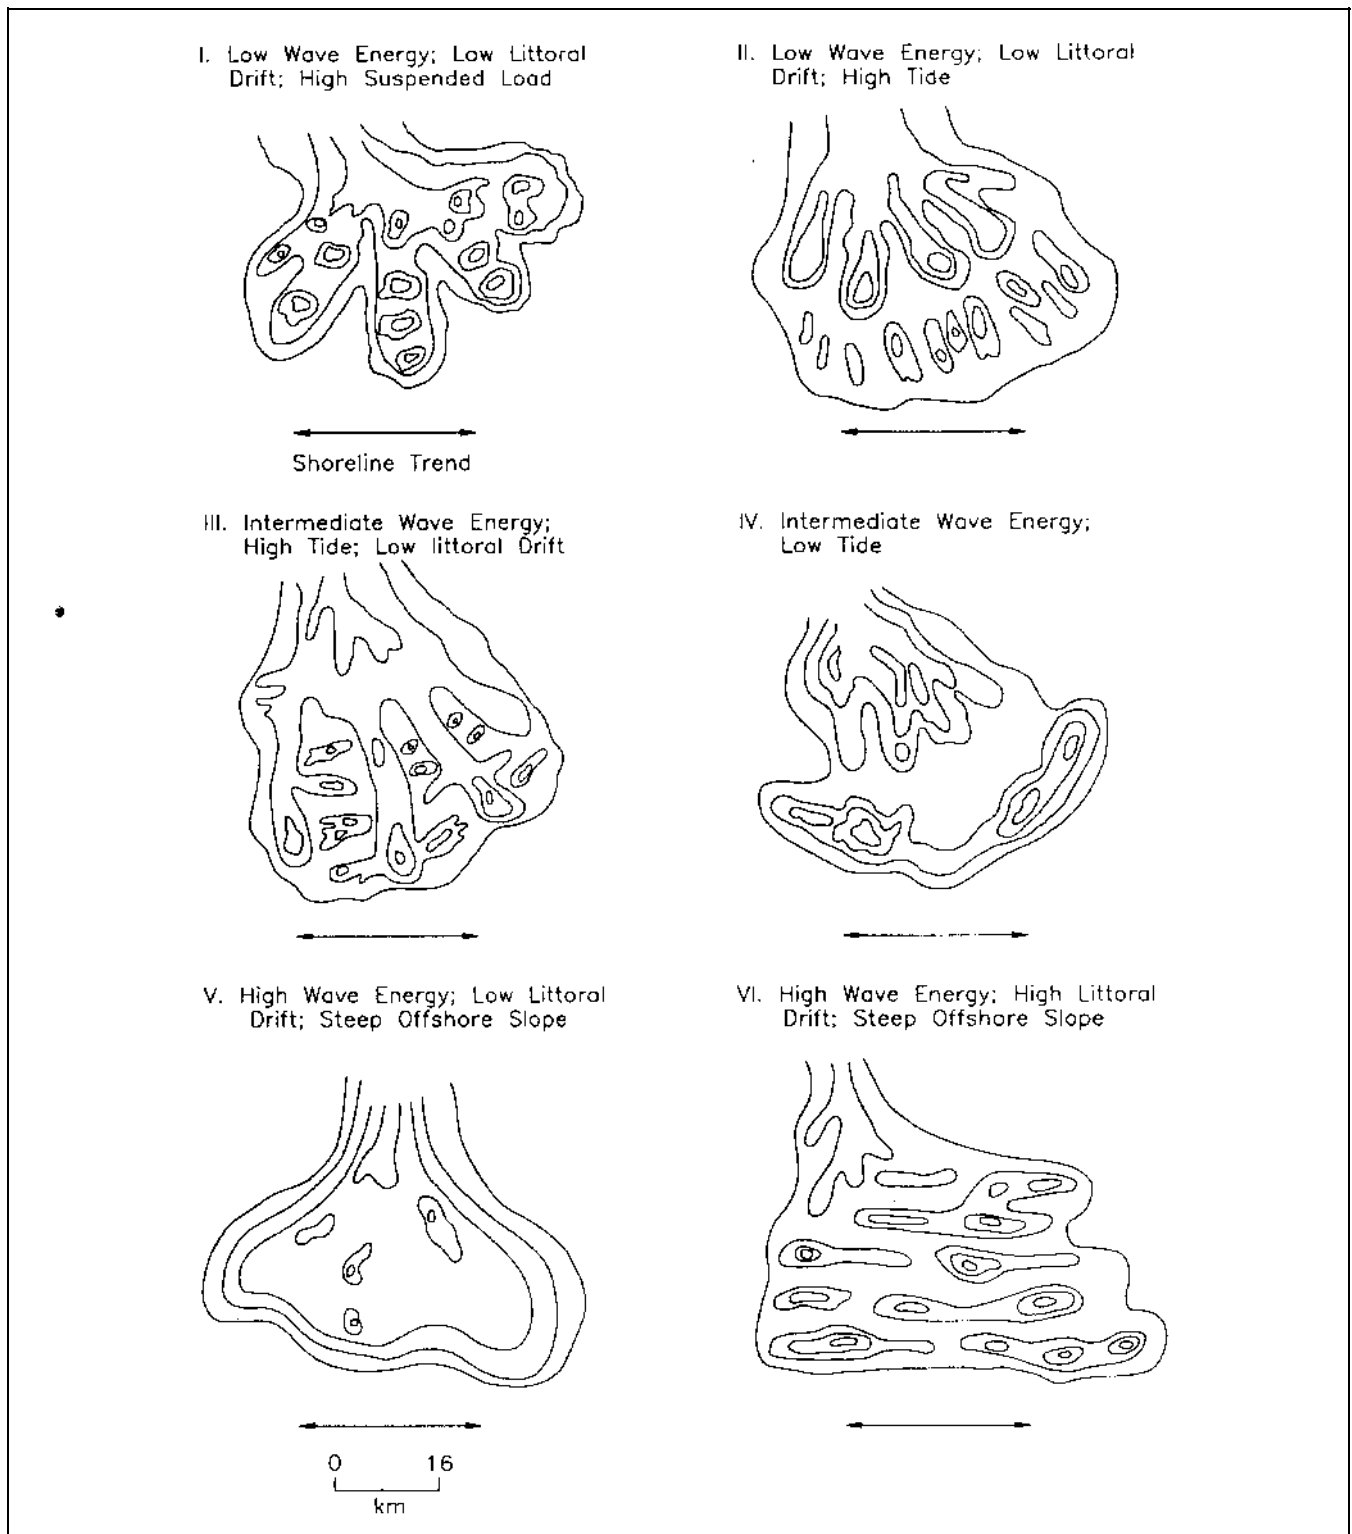 I. Low Wave Energy; Low Littoral
Drift; High Suspended Load
II. Low Wave Energy; Low Littoral
Drift; High Tide
Shoreline Trend
III. Intermediate Wave Energy;
High Tide; Low littoral Drift
IV. Intermediate Wave Energy;
Low Tide
V. High Wave Energy; Low Littoral
Drift; Steep Offshore Slope
VI. High Wave Energy; High Littoral
Drift; Steep Offshore Slope
0 16
km